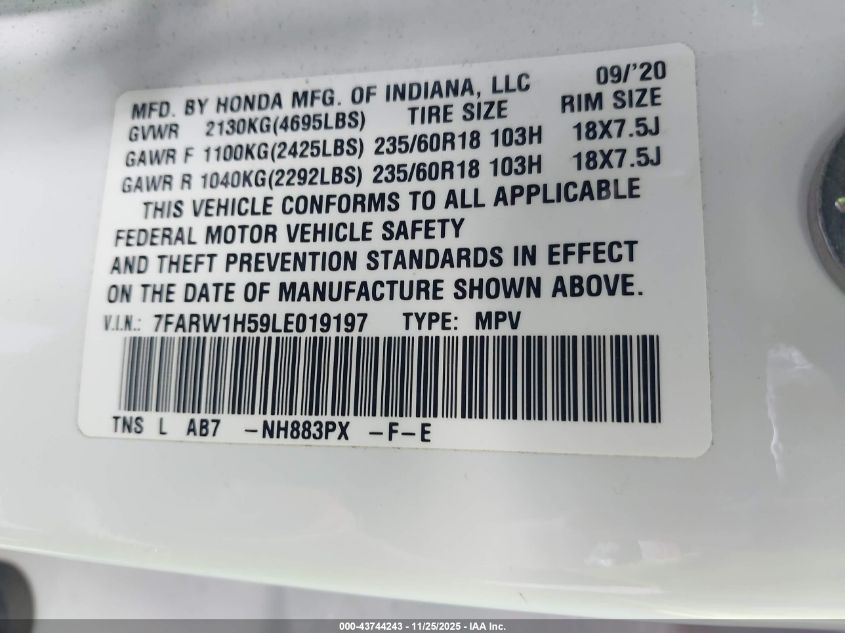 MFD. BY HONDA MFG. OF INDIANA, LLC 09/'20
GVWR 2130KG(4695LBS) TIRE SIZE RIM SIZE
GAWR F 1100KG(2425LBS) 235/60R18 103H 18X7.5J
GAWR R 1040KG(2292LBS) 235/60R18 103H 18X7.5J
THIS VEHICLE CONFORMS TO ALL APPLICABLE
FEDERAL MOTOR VEHICLE SAFETY
AND THEFT PREVENTION STANDARDS IN EFFECT
ON THE DATE OF MANUFACTURE SHOWN ABOVE.
V.I.N.: 7FARW1H59LE019197 TYPE: MPV
TNS L AB7 -NH883PX -F-E
000-43744243 - 11/25/2025 - IAA Inc.